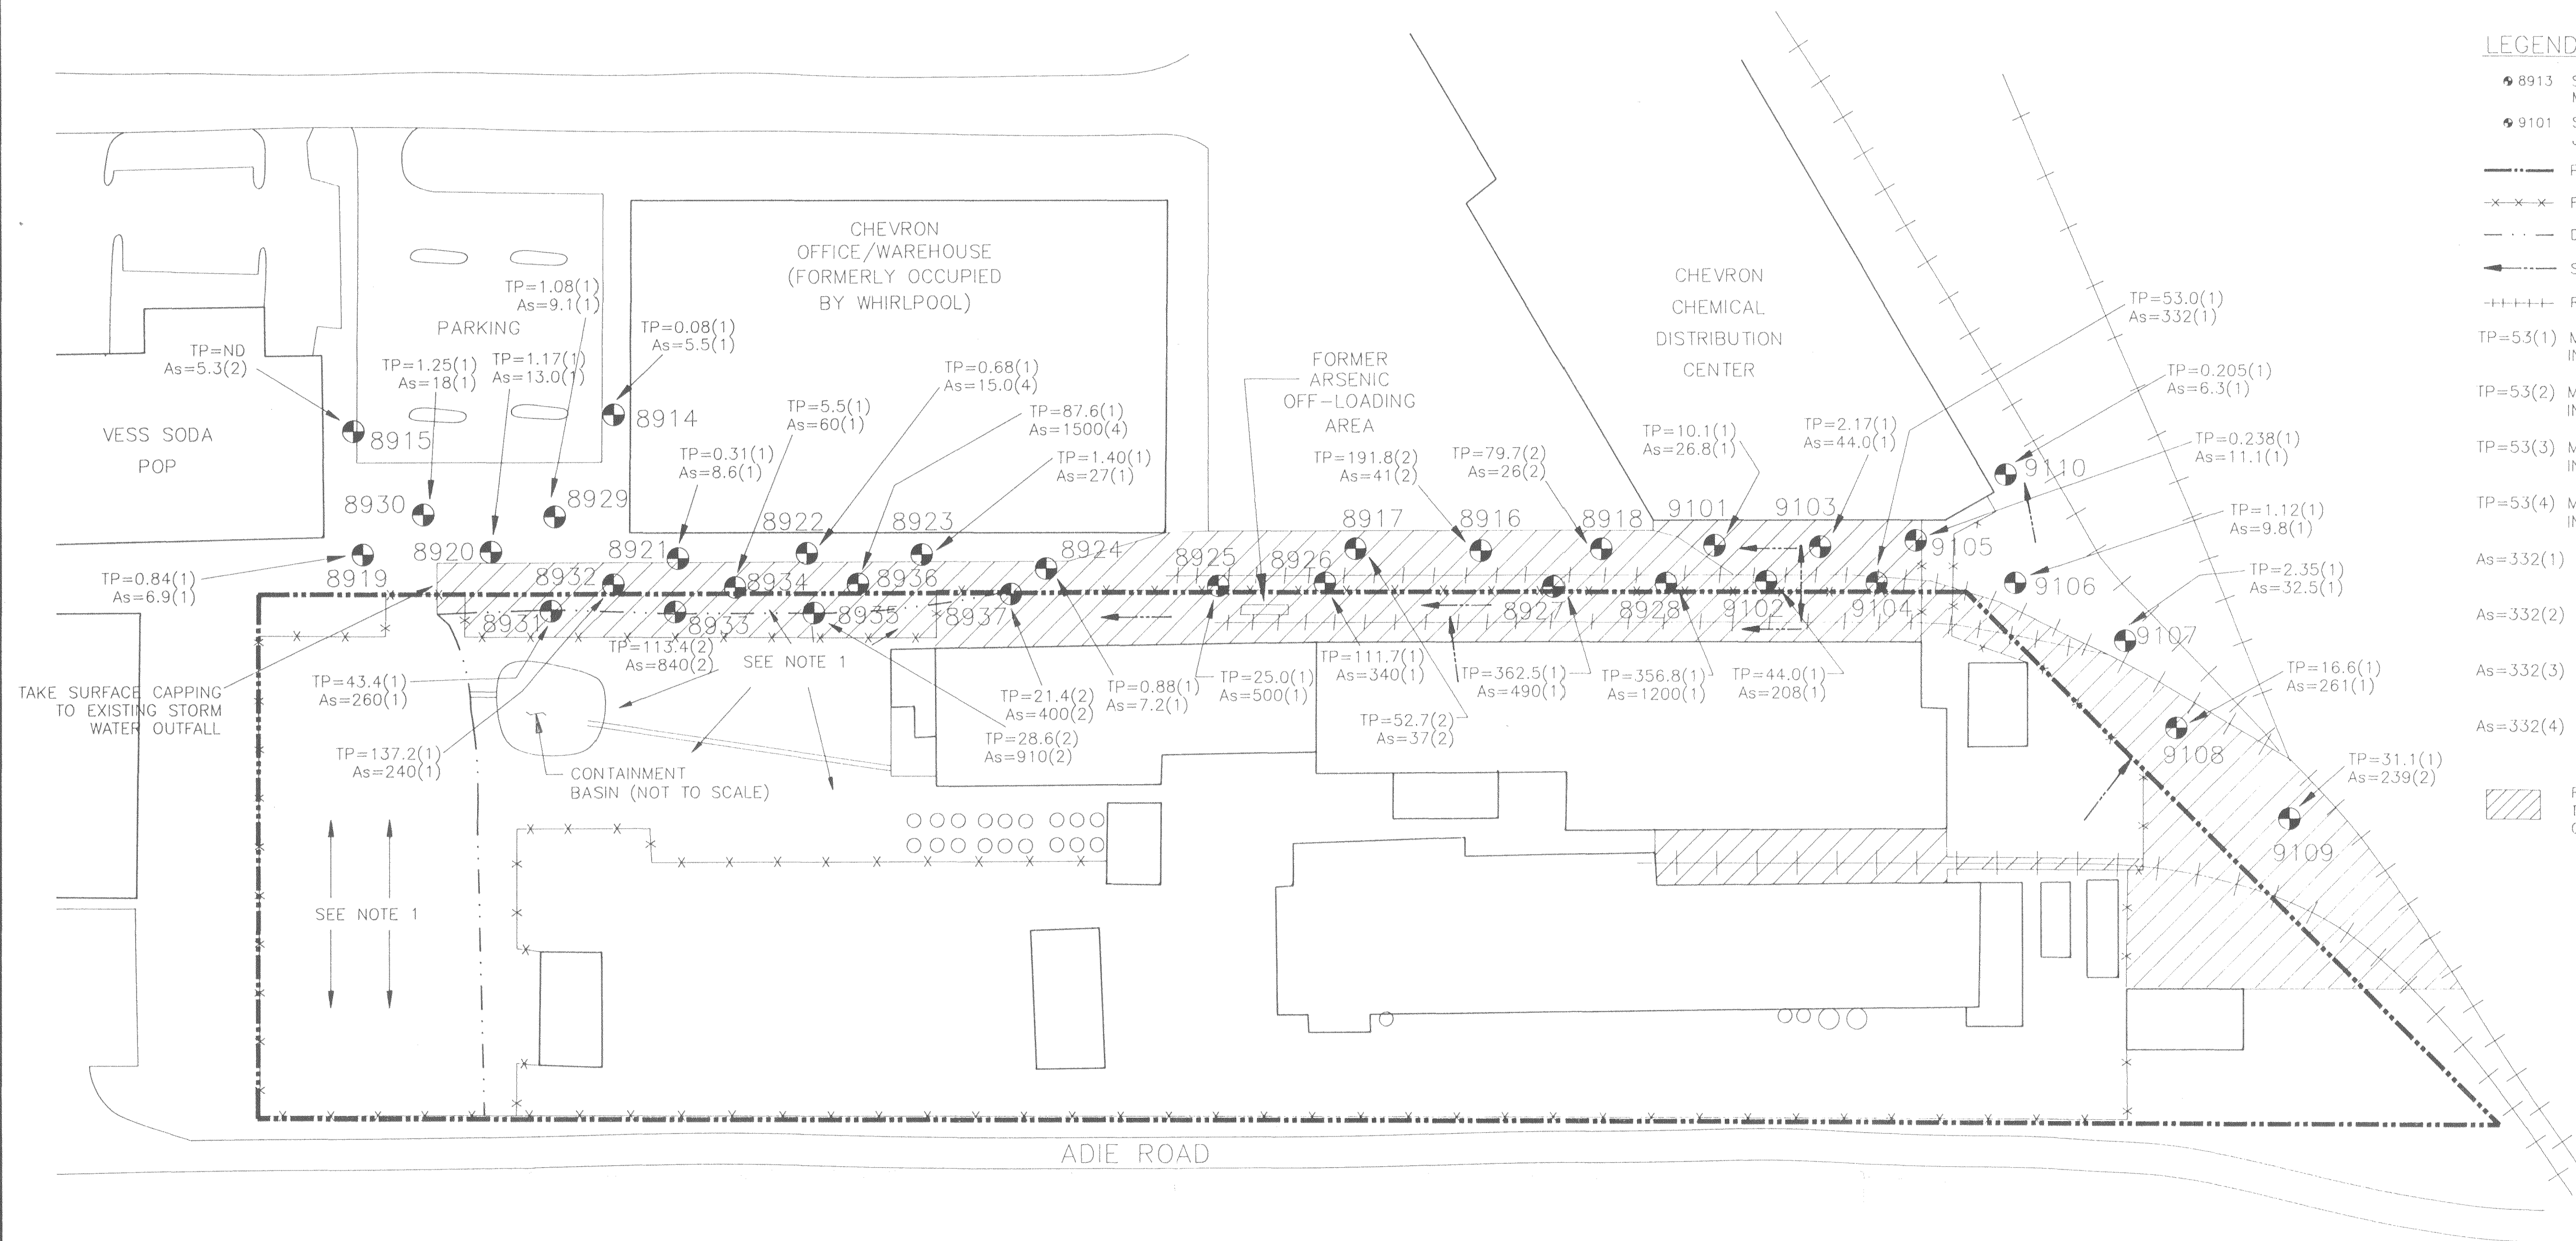 CHEVRON
OFFICE/WAREHOUSE
(FORMERLY OCCUPIED
BY WHIRLPOOL)
CHEVRON
CHEMICAL
DISTRIBUTION
CENTER
FORMER
ARSENIC
OFF-LOADING
AREA
PARKING
VESS SODA
POP
TP=ND
As=5.3(2)
8915
TP=1.25(1)
As=18(1)
8930
TP=1.17(1)
As=13.0(1)
8920
TP=1.08(1)
As=9.1(1)
8929
TP=0.08(1)
As=5.5(1)
8914
TP=0.84(1)
As=6.9(1)
8919
TP=0.31(1)
As=8.6(1)
8921
TP=5.5(1)
As=60(1)
8934
TP=0.68(1)
As=15.0(4)
8922
TP=87.6(1)
As=1500(4)
8936
TP=1.40(1)
As=27(1)
8923
8924
8925
8926
TP=191.8(2)
As=41(2)
8917
TP=79.7(2)
As=26(2)
8916
8918
TP=10.1(1)
As=26.8(1)
9101
TP=2.17(1)
As=44.0(1)
9103
TP=53.0(1)
As=332(1)
TP=0.205(1)
As=6.3(1)
9110
TP=0.238(1)
As=11.1(1)
9105
TP=1.12(1)
As=9.8(1)
9106
TP=2.35(1)
As=32.5(1)
9107
TP=16.6(1)
As=261(1)
9108
TP=31.1(1)
As=239(2)
9109
8932
8931
8933
8935
8937
8927
8928
9102
9104
TAKE SURFACE CAPPING
TO EXISTING STORM
WATER OUTFALL
TP=43.4(1)
As=260(1)
TP=137.2(1)
As=240(1)
TP=113.4(2)
As=840(2)
SEE NOTE 1
CONTAINMENT
BASIN (NOT TO SCALE)
TP=28.6(2)
As=910(2)
TP=21.4(2)
As=400(2)
TP=0.88(1)
As=7.2(1)
TP=25.0(1)
As=500(1)
TP=111.7(1)
As=340(1)
TP=52.7(2)
As=37(2)
TP=362.5(1)
As=490(1)
TP=356.8(1)
As=1200(1)
TP=44.0(1)
As=208(1)
SEE NOTE 1
ADIE ROAD
LEGEND
8913
9101
TP=53(1)
TP=53(2)
TP=53(3)
TP=53(4)
As=332(1)
As=332(2)
As=332(3)
As=332(4)